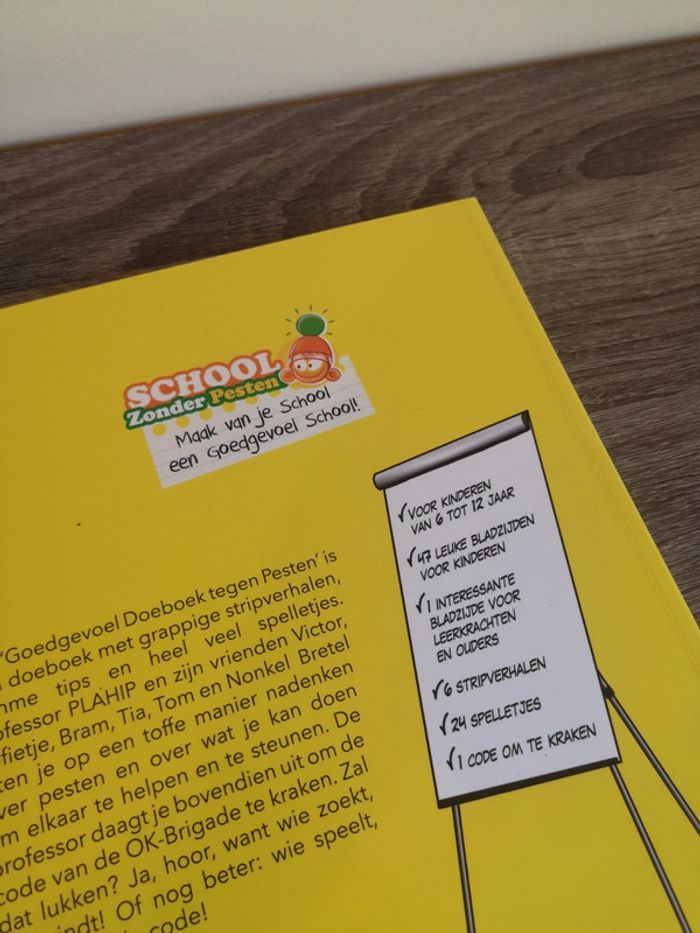 SCHOOL
Zonder Pesten
Maak van je School
een Goedgevoel School!
VOOR KINDEREN
VAN 6 TOT 12 JAAR
47 LEUKE BLADZIJDEN
VOOR KINDEREN
1 INTERESSANTE
BLADZIJDE VOOR
LEERKRACHTEN
EN OUDERS
6 STRIPVERHALEN
24 SPELLETJES
1 CODE OM TE KRAKEN
'Goedgevoel Doeboek tegen Pesten' is
doeboek met grappige stripverhalen,
tips en heel veel spelletjes.
PLAHIP en zijn vrienden Victor,
Bram, Tia, Tom en Nonkel Bretel
je op een toffe manier nadenken
pesten en over wat je kan doen
elkaar te helpen en te steunen. De
professor daagt je bovendien uit om de
code van de OK-Brigade te kraken. Zal
dat lukken? Ja, hoor, want wie zoekt,
Of nog beter: wie speelt,
code!